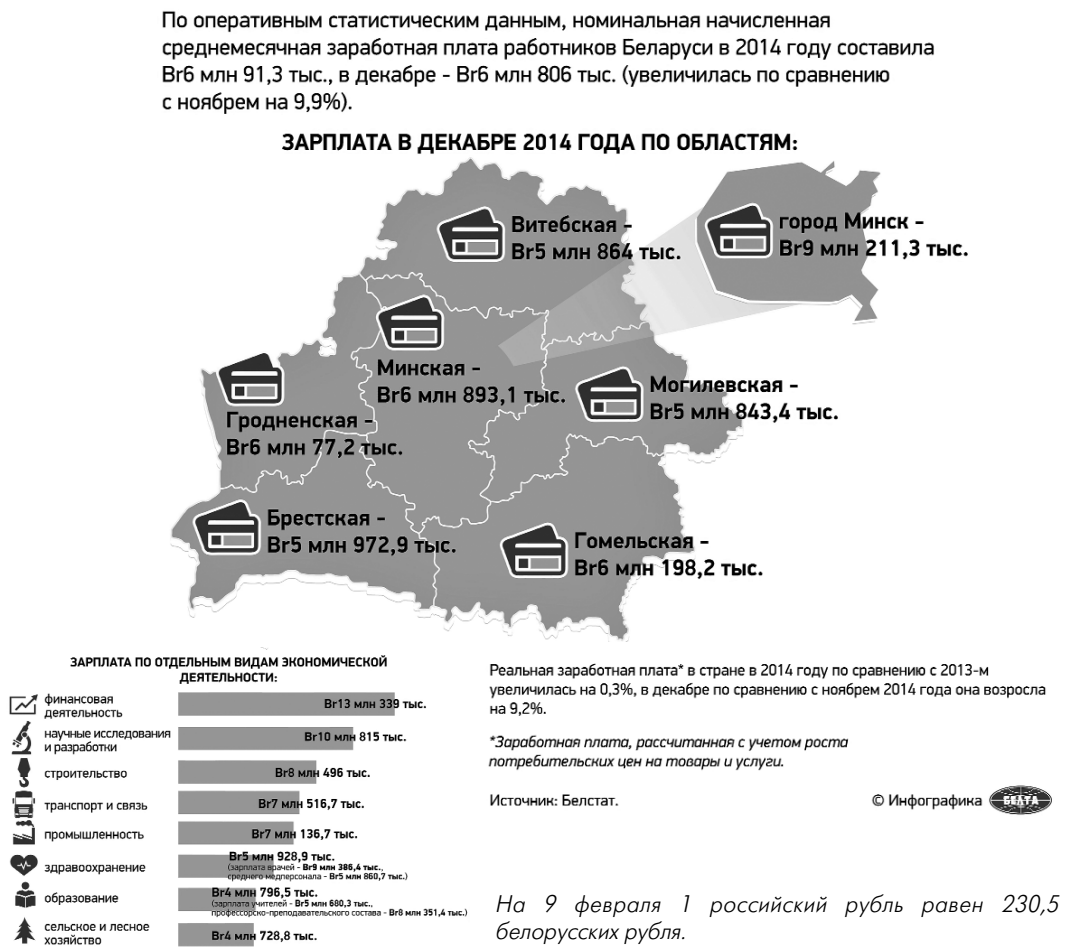 По оперативным статистическим данным, номинальная начисленная
среднемесячная заработная плата работников Беларуси в 2014 году составила
Br6 млн 91,3 тыс., в декабре - Br6 млн 806 тыс. (увеличилась по сравнению
с ноябрем на 9,9%).
ЗАРПЛАТА В ДЕКАБРЕ 2014 ГОДА ПО ОБЛАСТЯМ:
Витебская -
Br5 млн 864 тыс.
город Минск -
Br9 млн 211,3 тыс.
Минская -
Br6 млн 893,1 тыс.
Могилевская -
Br5 млн 843,4 тыс.
Гродненская -
Br6 млн 77,2 тыс.
Брестская -
Br5 млн 972,9 тыс.
Гомельская -
Br6 млн 198,2 тыс.
ЗАРПЛАТА ПО ОТДЕЛЬНЫМ ВИДАМ ЭКОНОМИЧЕСКОЙ
ДЕЯТЕЛЬНОСТИ:
финансовая
деятельность
Br13 млн 339 тыс.
научные исследования
и разработки
Br10 млн 815 тыс.
строительство
Br8 млн 496 тыс.
транспорт и связь
Br7 млн 516,7 тыс.
промышленность
Br7 млн 136,7 тыс.
здравоохранение
Br5 млн 928,9 тыс.
(зарплата врачей - Br9 млн 386,4 тыс.,
среднего медперсонала - Br5 млн 860,7 тыс.)
образование
Br4 млн 796,5 тыс.
(зарплата учителей - Br5 млн 680,3 тыс.,
профессорско-преподавательского состава - Br8 млн 351,4 тыс.)
сельское и лесное
хозяйство
Br4 млн 728,8 тыс.
Реальная заработная плата* в стране в 2014 году по сравнению с 2013-м
увеличилась на 0,3%, в декабре по сравнению с ноябрем 2014 года она возросла
на 9,2%.
*Заработная плата, рассчитанная с учетом роста
потребительских цен на товары и услуги.
Источник: Белстат.
© Инфографика
БЕЛТА
На 9 февраля 1 российский рубль равен 230,5
белорусских рубля.